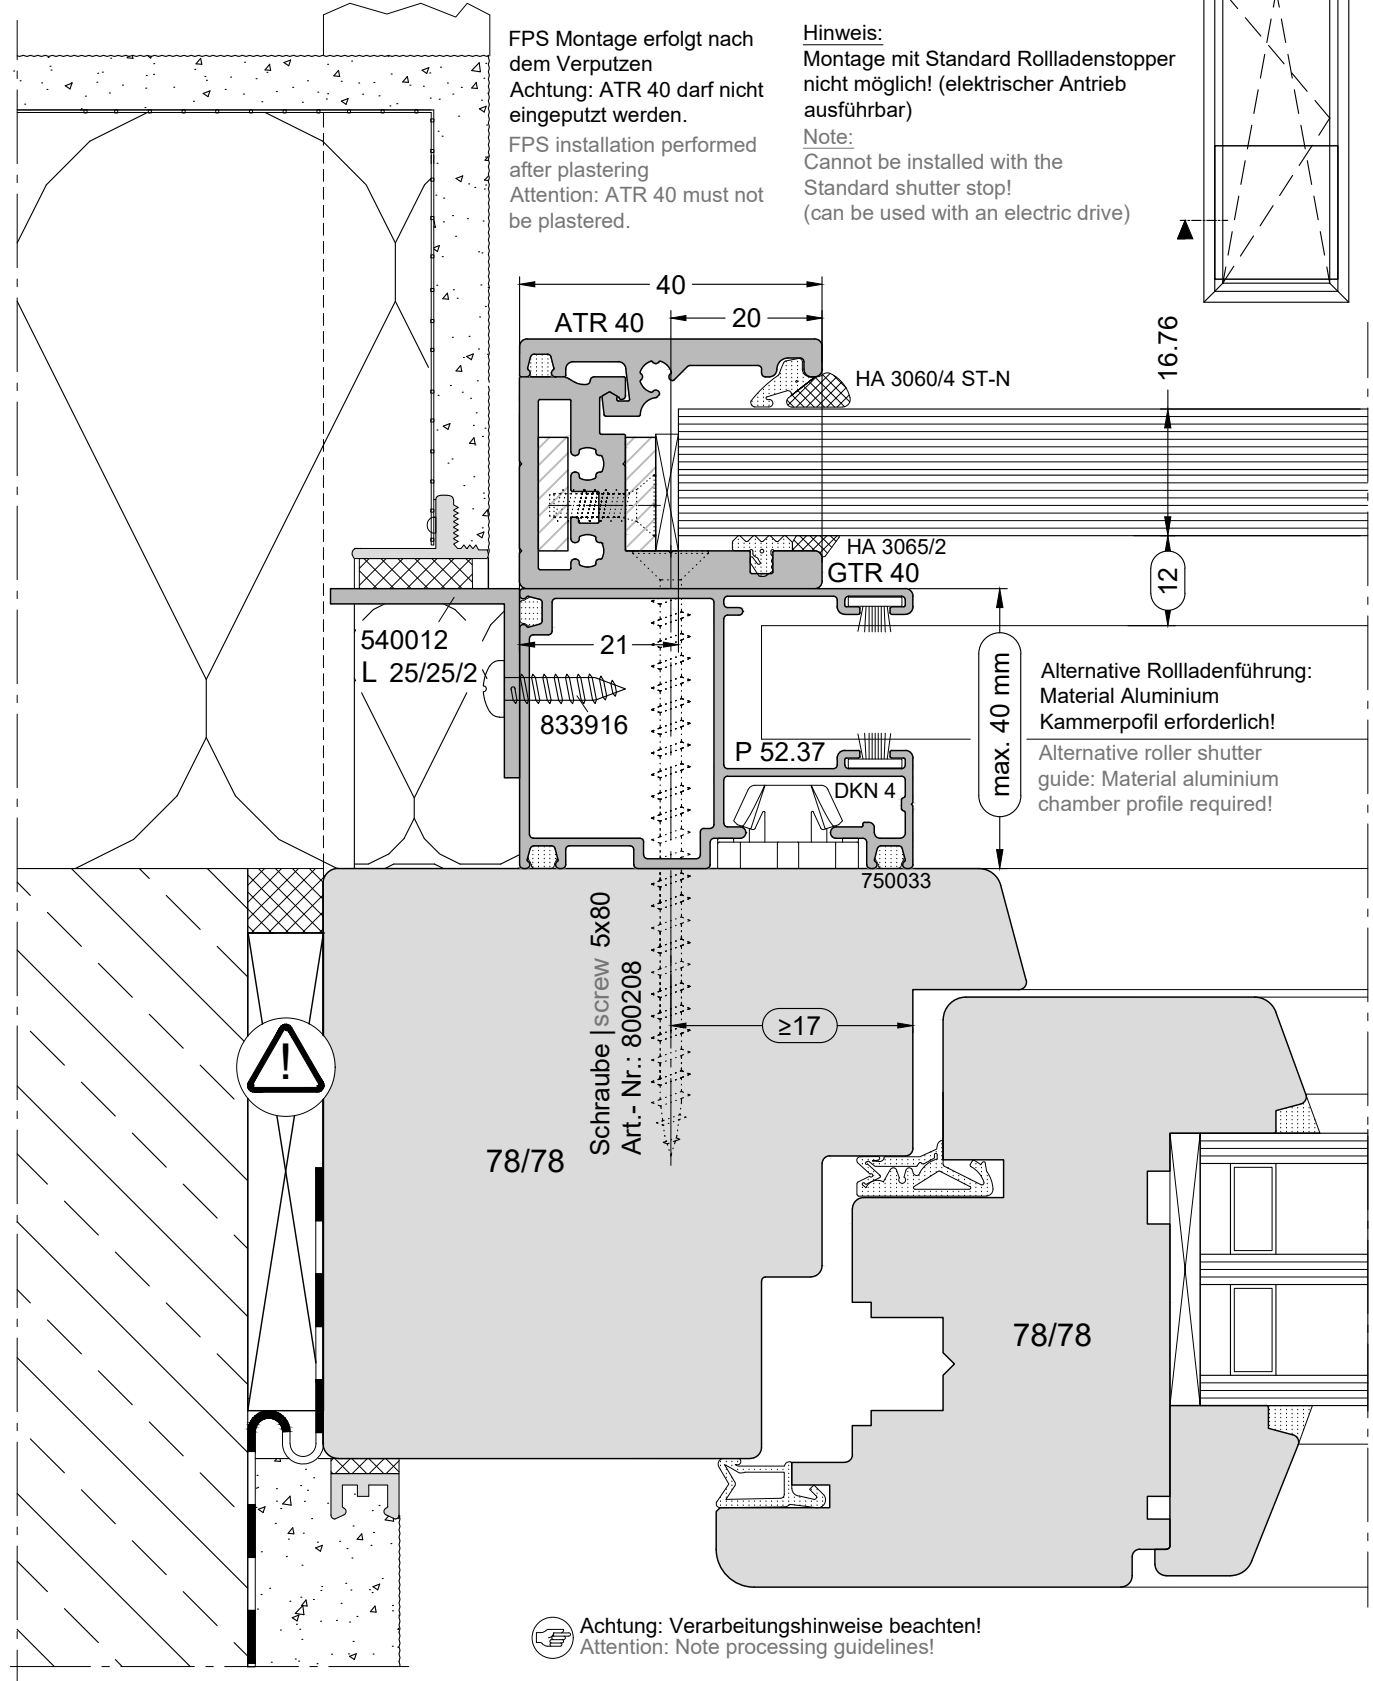 FPS Montage erfolgt nach
dem Verputzen
Achtung: ATR 40 darf nicht
eingeputzt werden.
FPS installation performed
after plastering
Attention: ATR 40 must not
be plastered.
Hinweis:
Montage mit Standard Rollladenstopper
nicht möglich! (elektrischer Antrieb
ausführbar)
Note:
Cannot be installed with the
Standard shutter stop!
(can be used with an electric drive)
40
20
ATR 40
16.76
HA 3060/4 ST-N
HA 3065/2
GTR 40
12
540012
L 25/25/2
21
833916
P 52.37
DKN 4
max. 40 mm
Alternative Rollladenführung:
Material Aluminium
Kammerpofil erforderlich!
Alternative roller shutter
guide: Material aluminium
chamber profile required!
750033
Schraube |screw 5x80
Art.- Nr.: 800208
≥17
!
78/78
78/78
Achtung: Verarbeitungshinweise beachten!
Attention: Note processing guidelines!